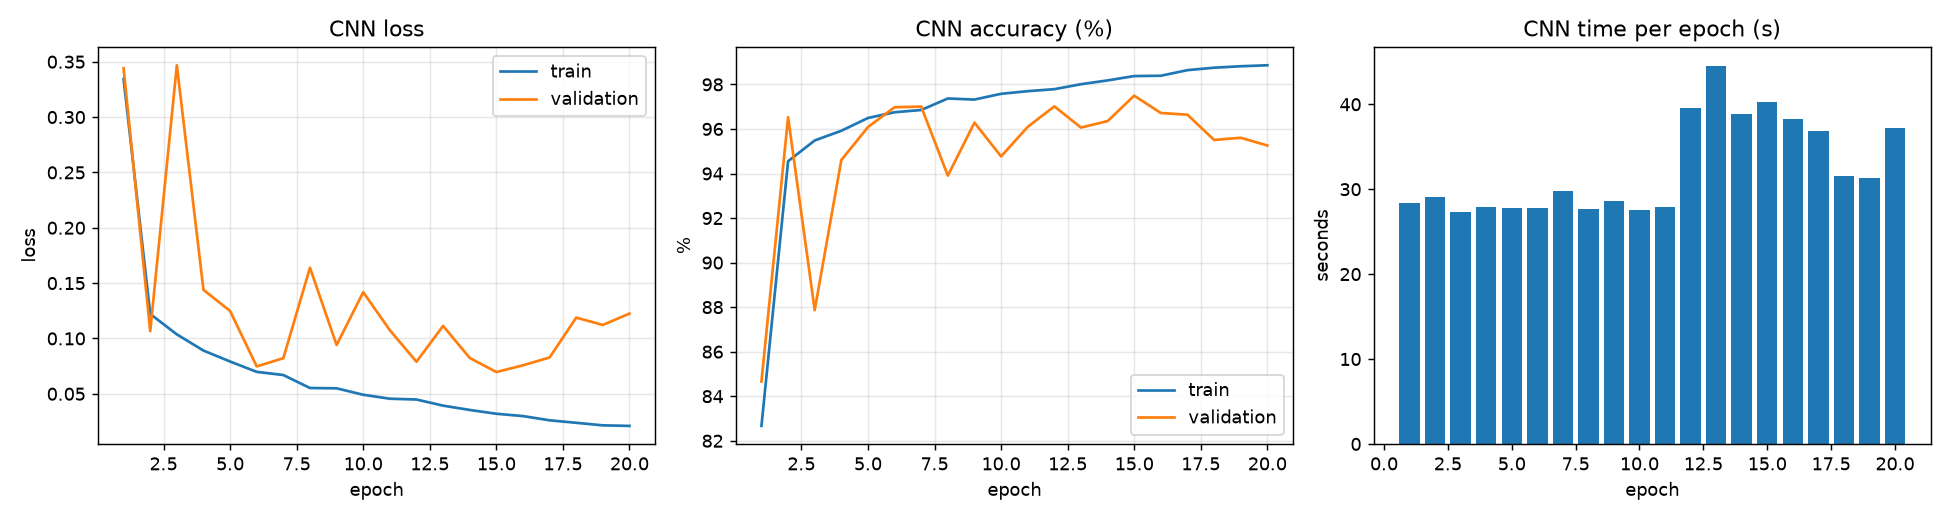 CNN loss
train
validation
0.35
0.30
0.25
0.20
0.15
0.10
0.05
loss
2.5 5.0 7.5 10.0 12.5 15.0 17.5 20.0
epoch
CNN accuracy (%)
98
96
94
92
90
88
86
84
82
%
train
validation
2.5 5.0 7.5 10.0 12.5 15.0 17.5 20.0
epoch
CNN time per epoch (s)
40
30
20
10
0
seconds
0.0 2.5 5.0 7.5 10.0 12.5 15.0 17.5 20.0
epoch